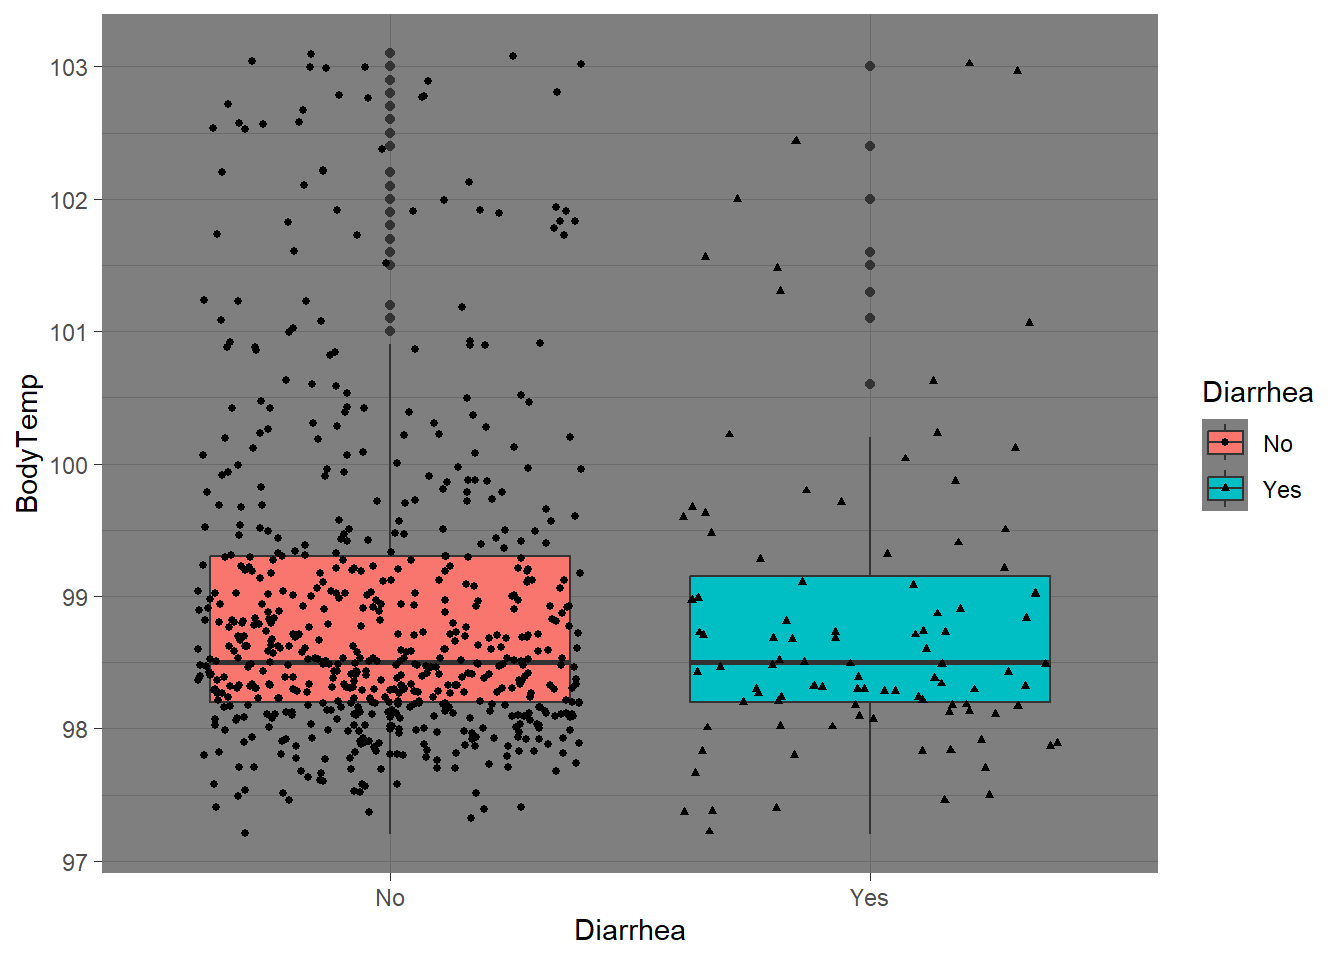 103
102
101
100
99
98
97
BodyTemp
No
Yes
Diarrhea
Diarrhea
No
Yes